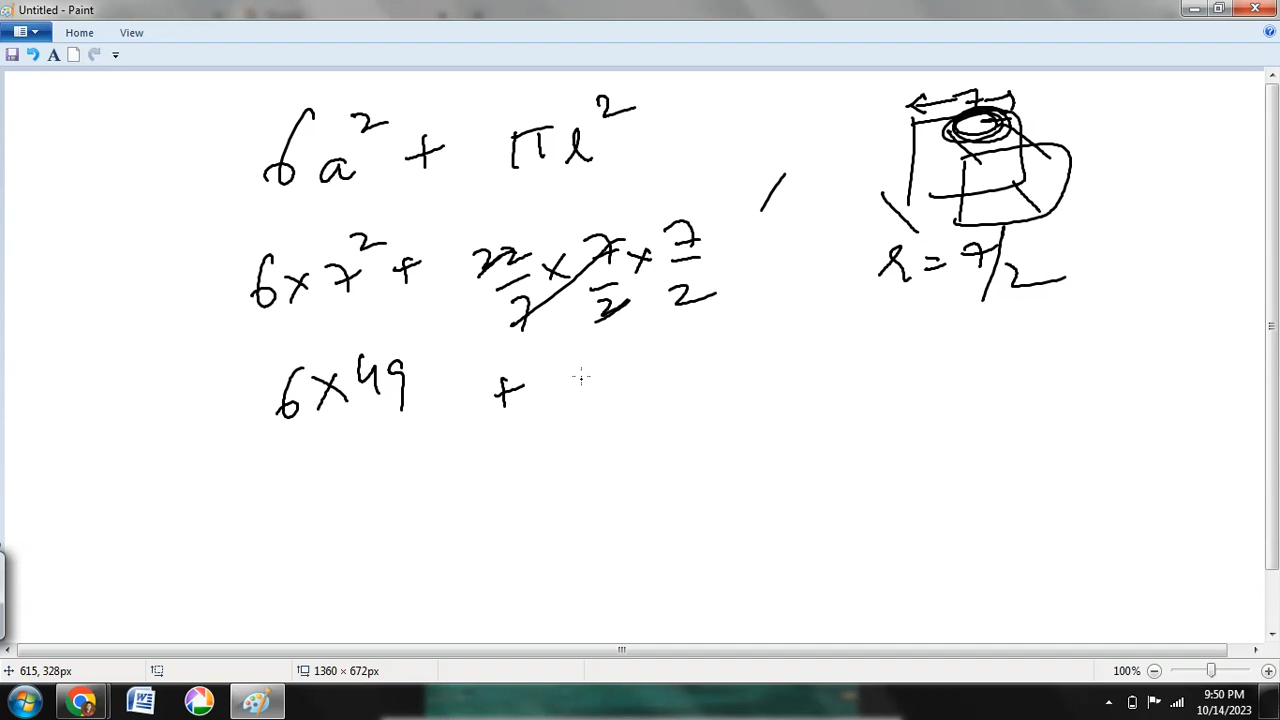 Untitled - Paint
Home View
A
6a² + πr²
7
6×7² + 22/7 × 7/2 × 7/2
r = 7/2
6×49 +
615, 328px
1360 × 672px
100%
9:50 PM
10/14/2023